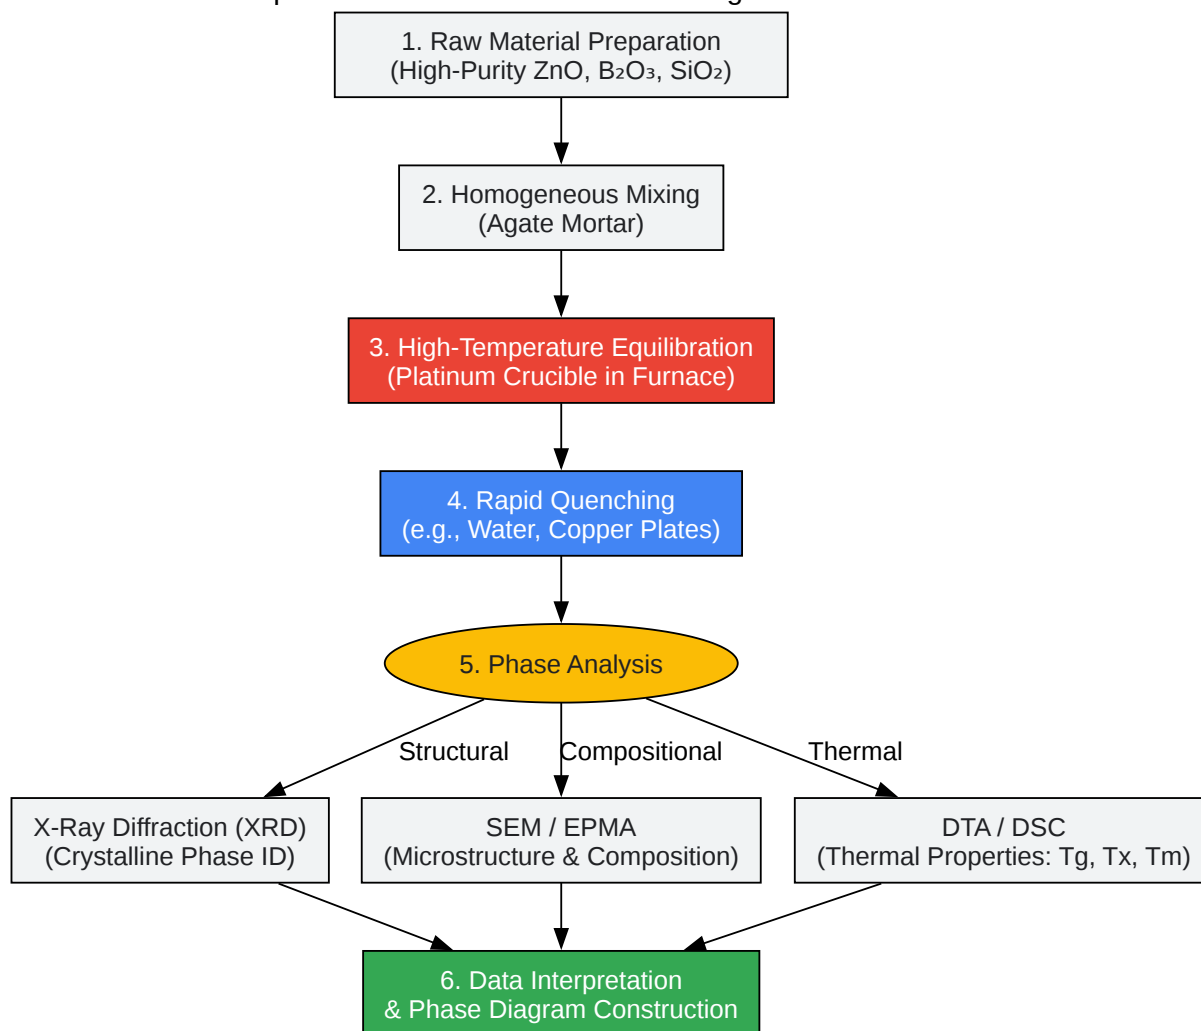 1. Raw Material Preparation
(High-Purity ZnO, B₂O₃, SiO₂)
2. Homogeneous Mixing
(Agate Mortar)
3. High-Temperature Equilibration
(Platinum Crucible in Furnace)
4. Rapid Quenching
(e.g., Water, Copper Plates)
5. Phase Analysis
Structural
Compositional
Thermal
X-Ray Diffraction (XRD)
(Crystalline Phase ID)
SEM / EPMA
(Microstructure & Composition)
DTA / DSC
(Thermal Properties: Tg, Tx, Tm)
6. Data Interpretation
& Phase Diagram Construction